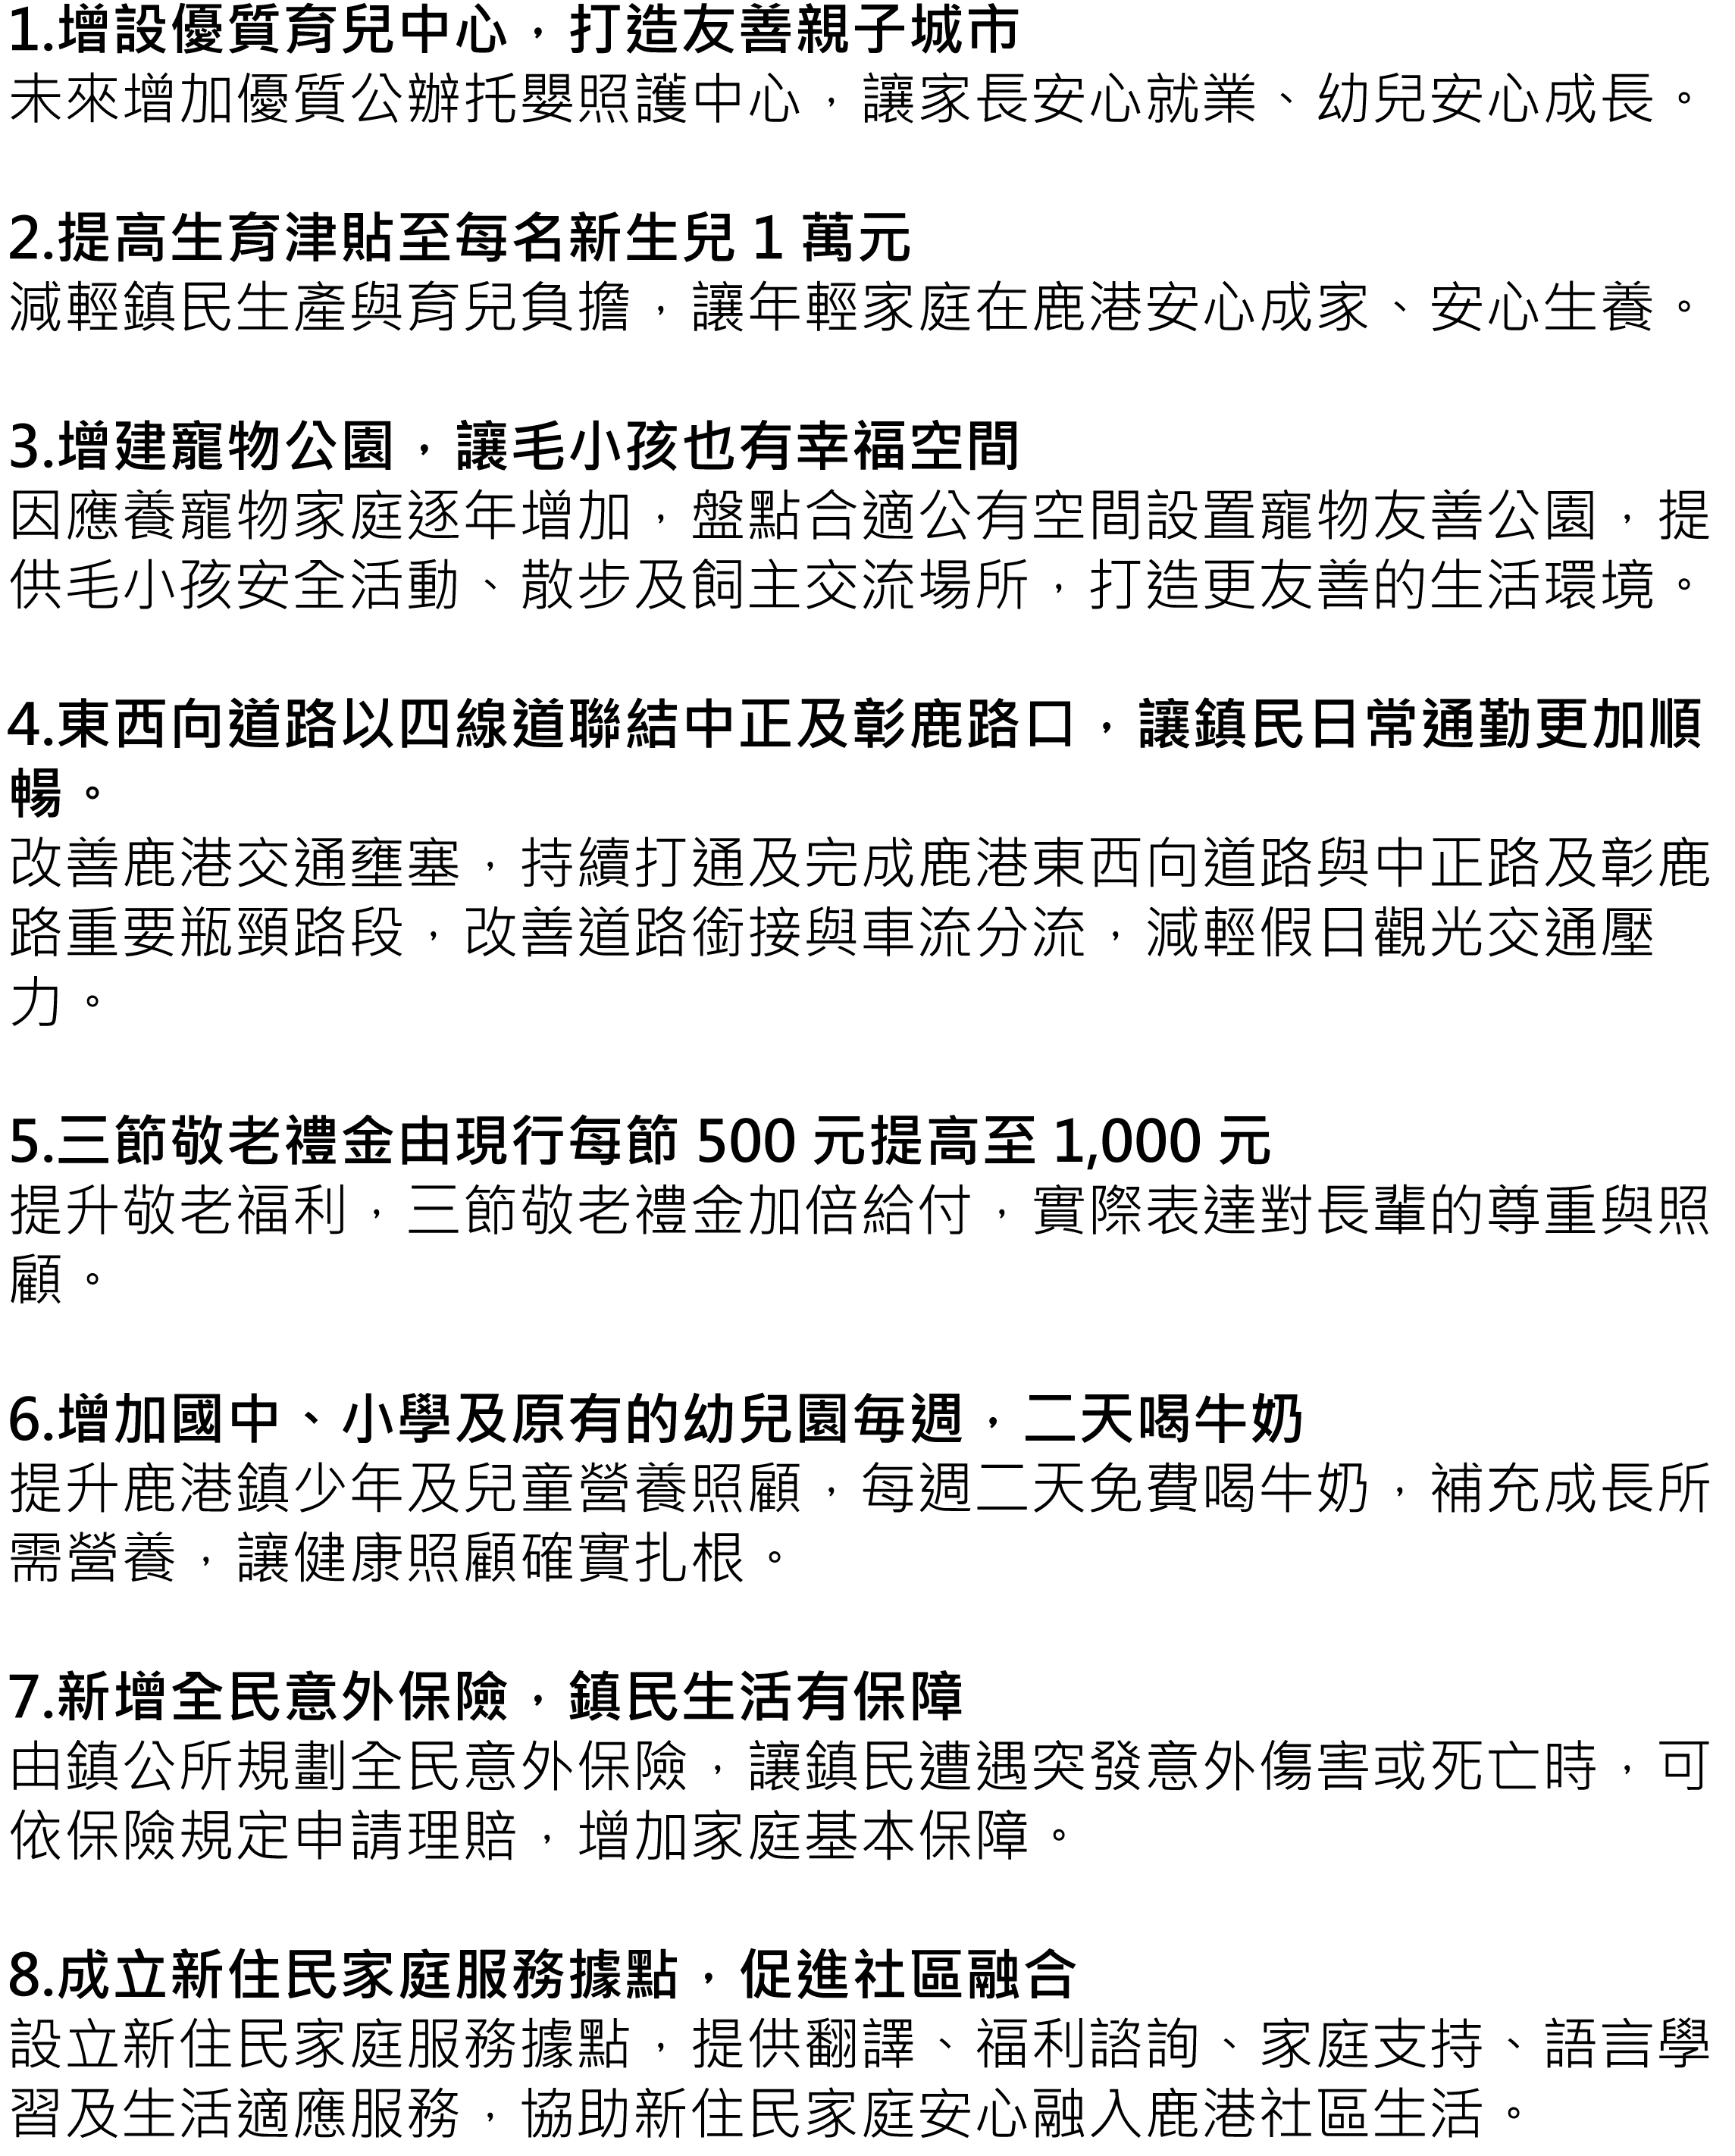 1.增設優質育兒中心，打造友善親子城市
未來增加優質公辦托嬰照護中心，讓家長安心就業、幼兒安心成長。
2.提高生育津貼至每名新生兒 1 萬元
減輕鎮民生產與育兒負擔，讓年輕家庭在鹿港安心成家、安心生養。
3.增建寵物公園，讓毛小孩也有幸福空間
因應養寵物家庭逐年增加，盤點合適公有空間設置寵物友善公園，提
供毛小孩安全活動、散步及飼主交流場所，打造更友善的生活環境。
4.東西向道路以四線道聯結中正及彰鹿路口，讓鎮民日常通勤更加順
暢。
改善鹿港交通壅塞，持續打通及完成鹿港東西向道路與中正路及彰鹿
路重要瓶頸路段，改善道路銜接與車流分流，減輕假日觀光交通壓
力。
5.三節敬老禮金由現行每節 500 元提高至 1,000 元
提升敬老福利，三節敬老禮金加倍給付，實際表達對長輩的尊重與照
顧。
6.增加國中、小學及原有的幼兒園每週，二天喝牛奶
提升鹿港鎮少年及兒童營養照顧，每週二天免費喝牛奶，補充成長所
需營養，讓健康照顧確實扎根。
7.新增全民意外保險，鎮民生活有保障
由鎮公所規劃全民意外保險，讓鎮民遭遇突發意外傷害或死亡時，可
依保險規定申請理賠，增加家庭基本保障。
8.成立新住民家庭服務據點，促進社區融合
設立新住民家庭服務據點，提供翻譯、福利諮詢、家庭支持、語言學
習及生活適應服務，協助新住民家庭安心融入鹿港社區生活。